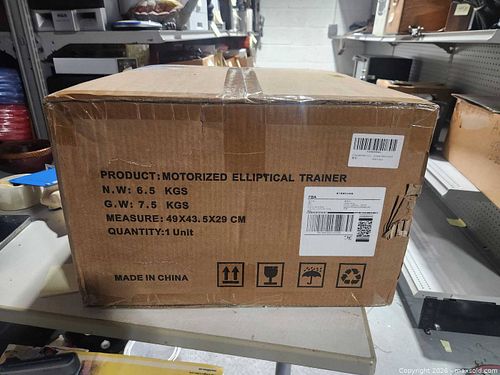 PRODUCT: MOTORIZED ELLIPTICAL TRAINER
N.W: 6.5 KGS
G.W: 7.5 KGS
MEASURE: 49X43.5X29 CM
QUANTITY:1 Unit
MADE IN CHINA
FBA
Copyright 2026 - maxsold.com